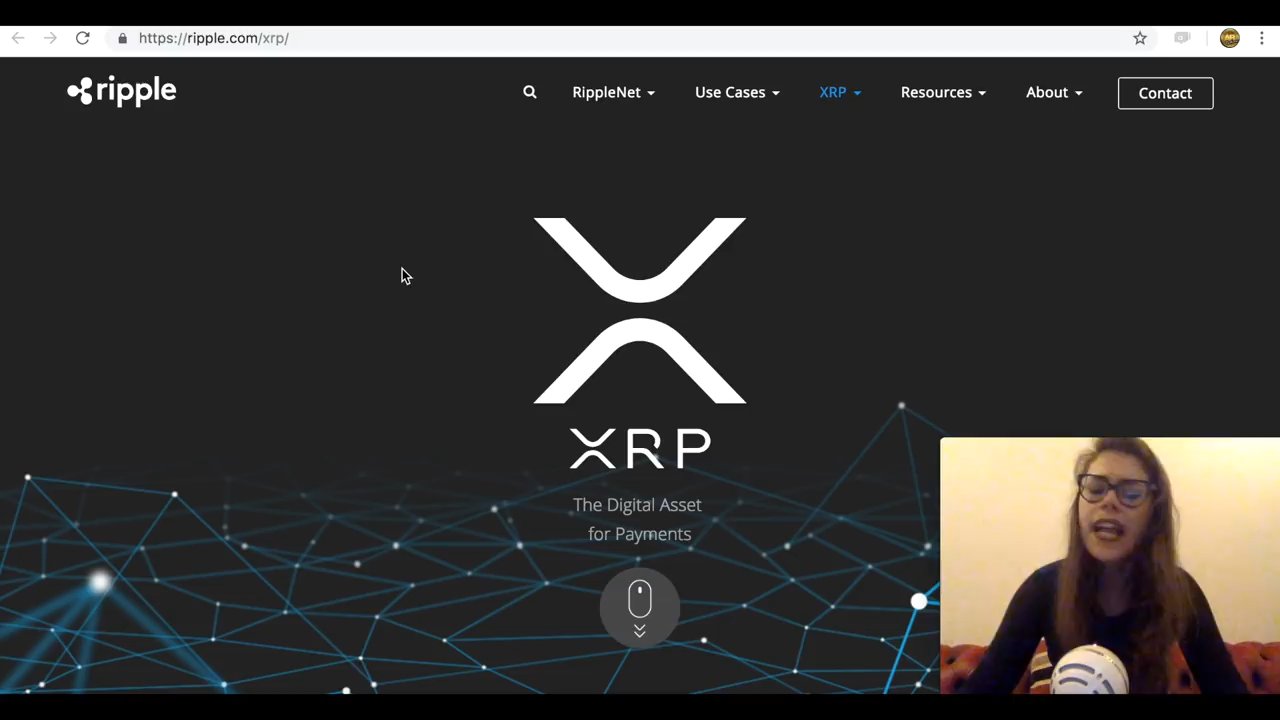 https://ripple.com/xrp/
ripple
RippleNet
Use Cases
XRP
Resources
About
Contact
XRP
The Digital Asset
for Payments